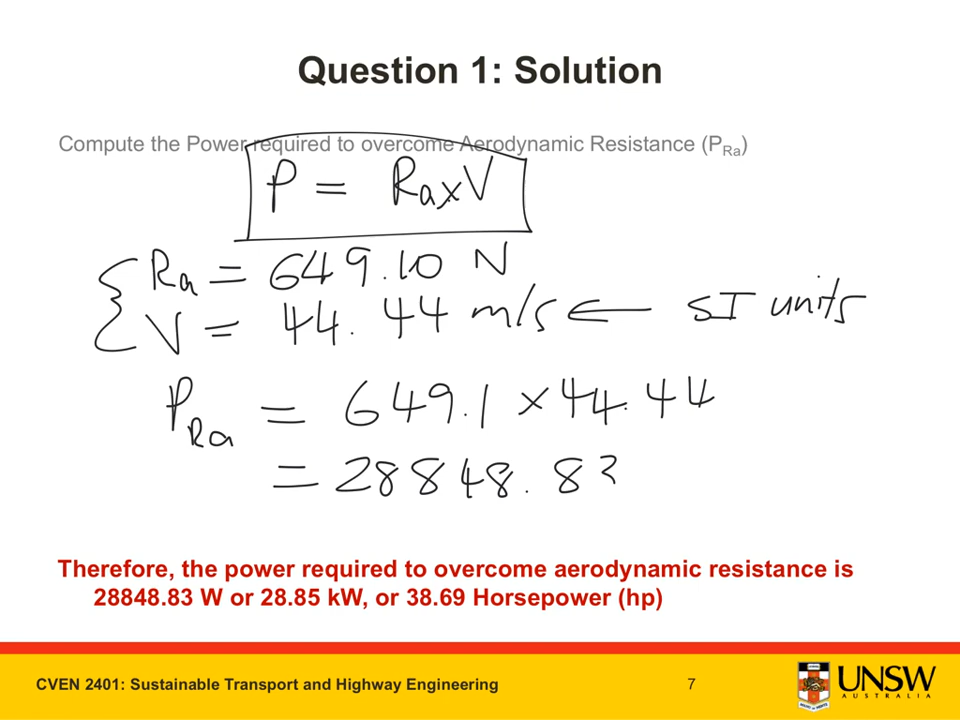 Question 1: Solution
Compute the Power required to overcome Aerodynamic Resistance (PRa)
P = Ra x V
Ra = 649.10 N
V = 44.44 m/s ← SI units
PRa = 649.1 × 44.44
= 28848.83
Therefore, the power required to overcome aerodynamic resistance is
28848.83 W or 28.85 kW, or 38.69 Horsepower (hp)
CVEN 2401: Sustainable Transport and Highway Engineering
7
UNSW
AUSTRALIA